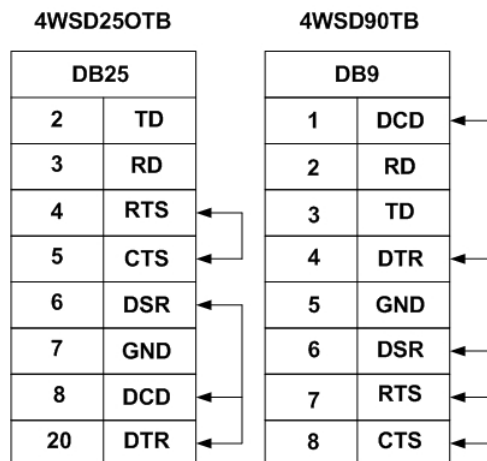 4WSD25OTB
DB25
2 TD
3 RD
4 RTS
5 CTS
6 DSR
7 GND
8 DCD
20 DTR
4WSD90TB
DB9
1 DCD
2 RD
3 TD
4 DTR
5 GND
6 DSR
7 RTS
8 CTS